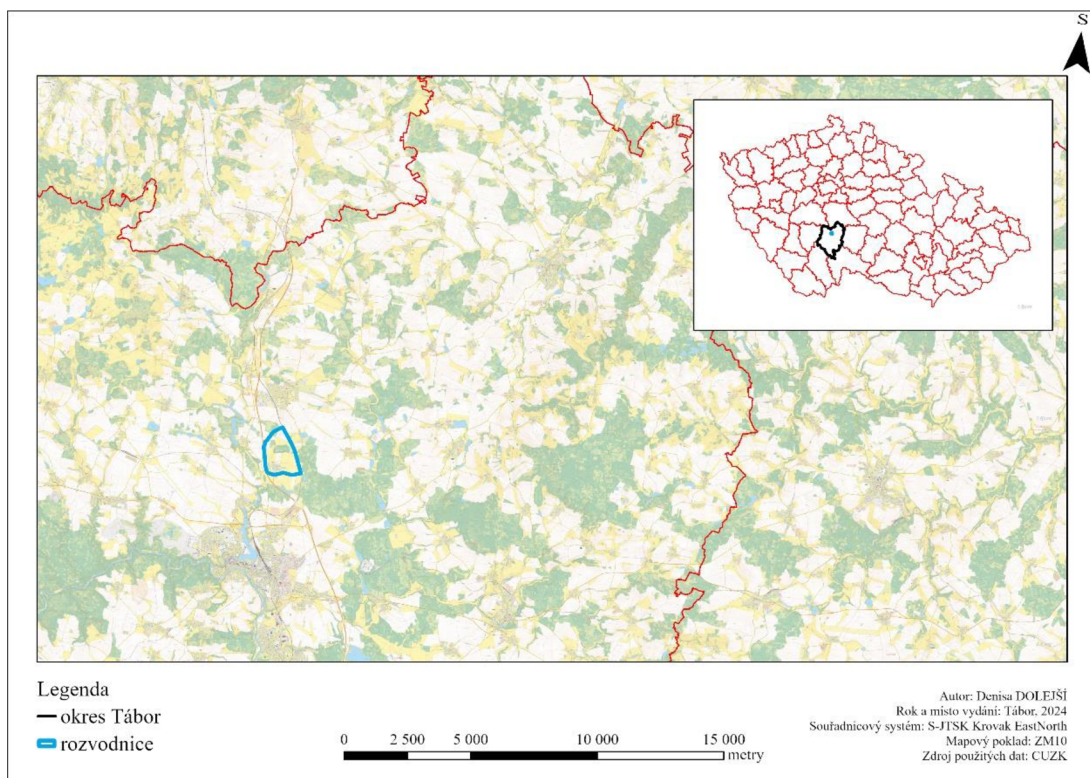 S
Legenda
okres Tábor
rozvodnice
0 2 500 5 000 10 000 15 000
metry
Autor: Denisa DOLEJŠÍ
Rok a místo vydání: Tábor, 2024
Souřadnicový systém: S-JTSK Krovak EastNorth
Mapový poklad: ZM10
Zdroj použitých dat: CUZK